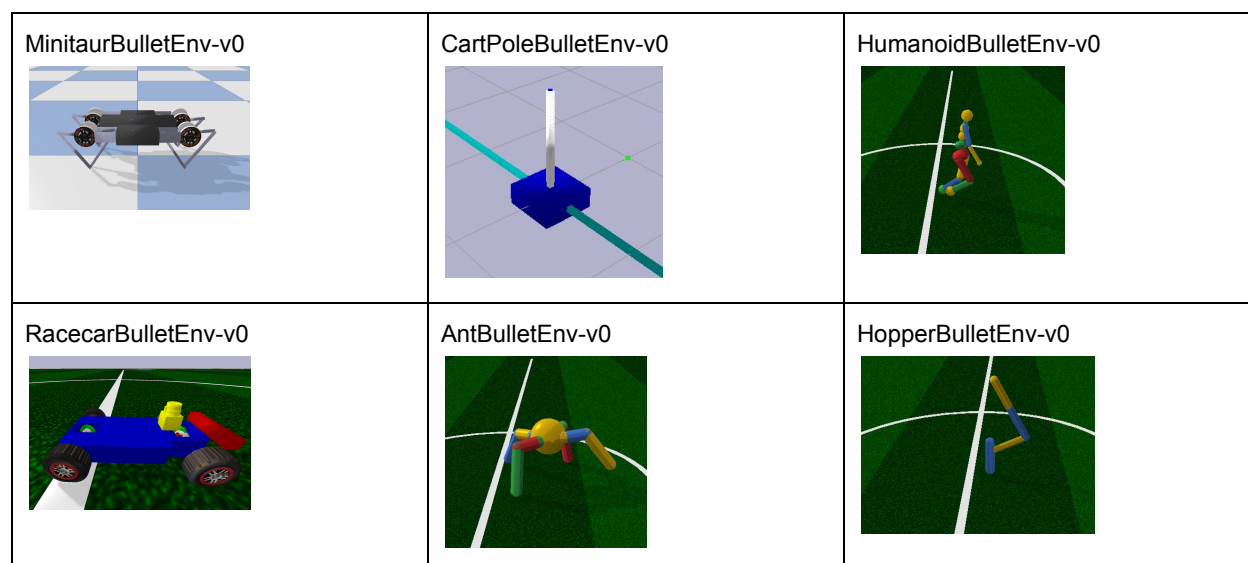 MinitaurBulletEnv-v0
CartPoleBulletEnv-v0
HumanoidBulletEnv-v0
RacecarBulletEnv-v0
AntBulletEnv-v0
HopperBulletEnv-v0